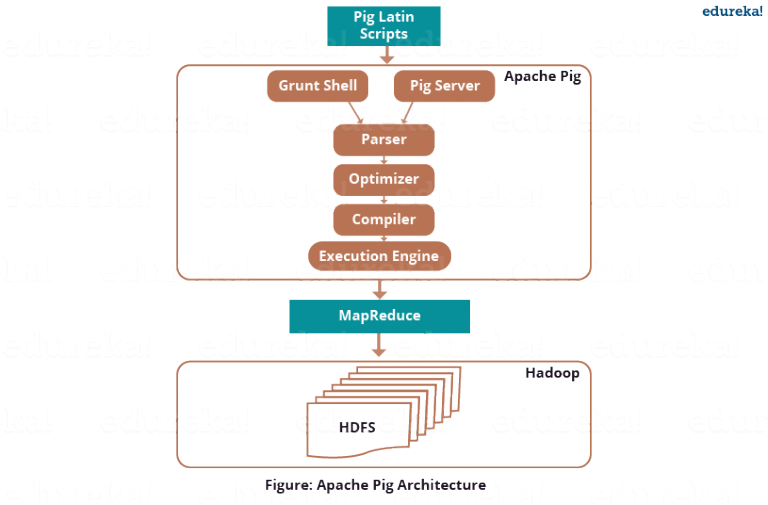 edureka!
Pig Latin
Scripts
Apache Pig
Grunt Shell
Pig Server
Parser
Optimizer
Compiler
Execution Engine
MapReduce
Hadoop
HDFS
Figure: Apache Pig Architecture